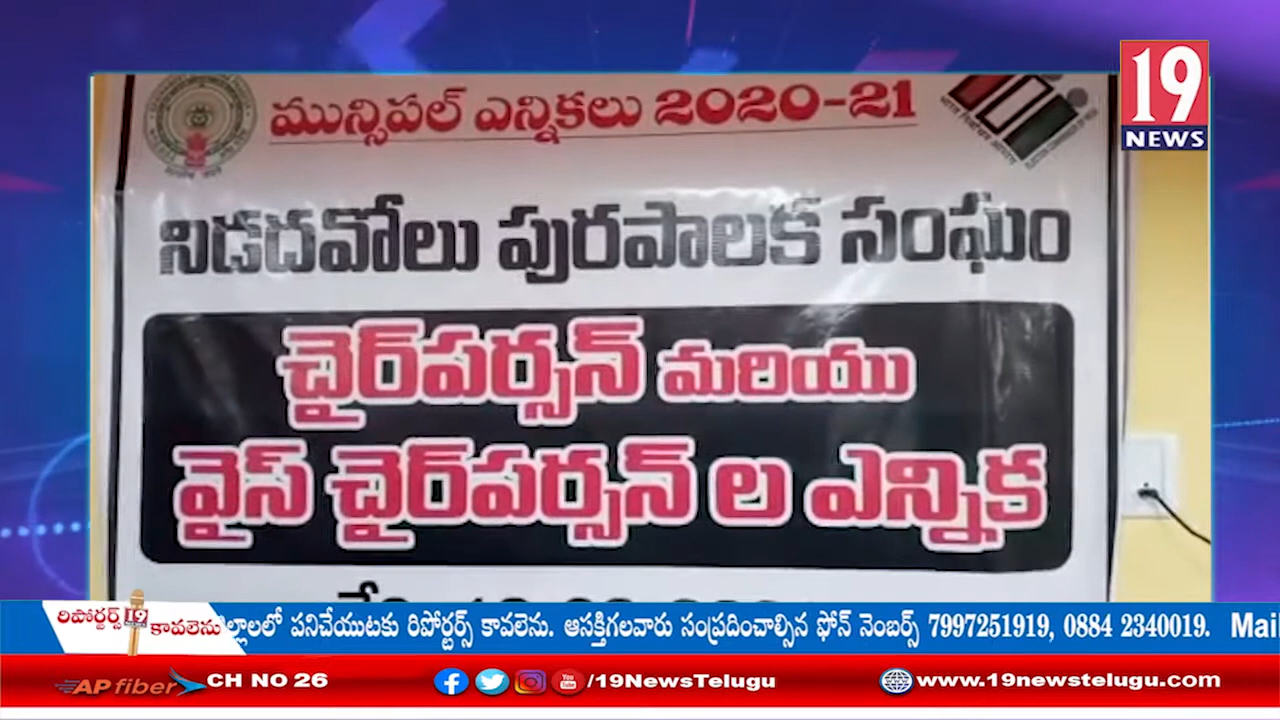 19
NEWS
మున్సిపల్ ఎన్నికలు 2020-21
నిడదవోలు పురపాలక సంఘం
చైర్‌పర్సన్ మరియు
వైస్ చైర్‌పర్సన్ ల ఎన్నిక
రిపోర్టర్స్ 19 కావలెను
ల్లాలలో పనిచేయుటకు రిపోర్టర్స్ కావలెను. ఆసక్తిగలవారు సంప్రదించాల్సిన ఫోన్ నెంబర్స్ 7997251919, 0884 2340019. Mai
AP fiber CH NO 26
/19NewsTelugu
www.19newstelugu.com